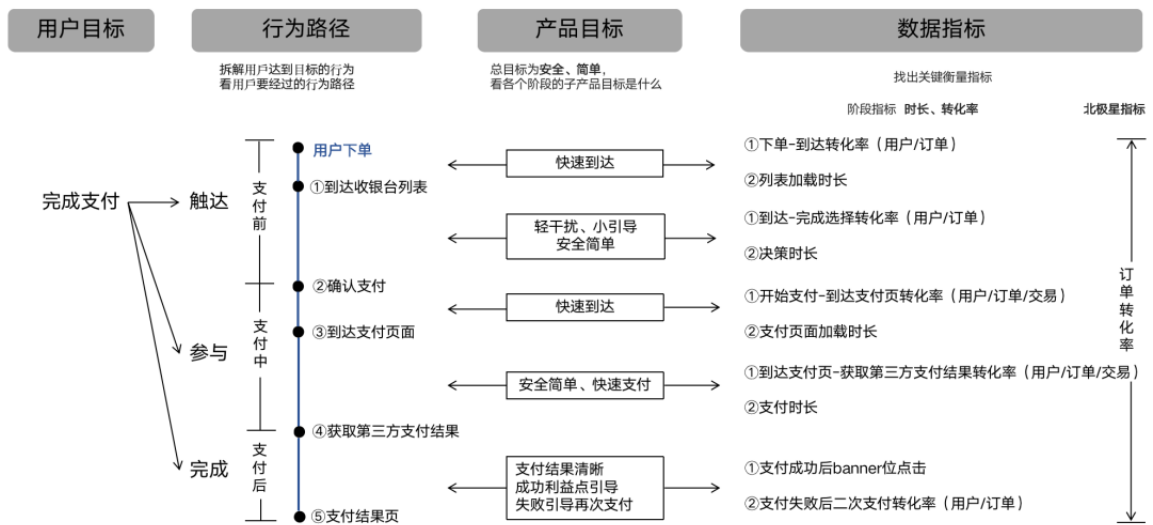 用户目标
行为路径
产品目标
数据指标
拆解用户达到目标的行为
看用户要经过的行为路径
总目标为安全、简单，
看各个阶段的子产品目标是什么
找出关键衡量指标
阶段指标 时长、转化率
北极星指标
完成支付
触达
参与
完成
支付前
支付中
支付后
用户下单
①到达收银台列表
②确认支付
③到达支付页面
④获取第三方支付结果
⑤支付结果页
快速到达
轻干扰、小引导
安全简单
快速到达
安全简单、快速支付
支付结果清晰
成功利益点引导
失败引导再次支付
①下单-到达转化率（用户/订单）
②列表加载时长
①到达-完成选择转化率（用户/订单）
②决策时长
①开始支付-到达支付页转化率（用户/订单/交易）
②支付页面加载时长
①到达支付页-获取第三方支付结果转化率（用户/订单/交易）
②支付时长
①支付成功后banner位点击
②支付失败后二次支付转化率（用户/订单）
订单转化率